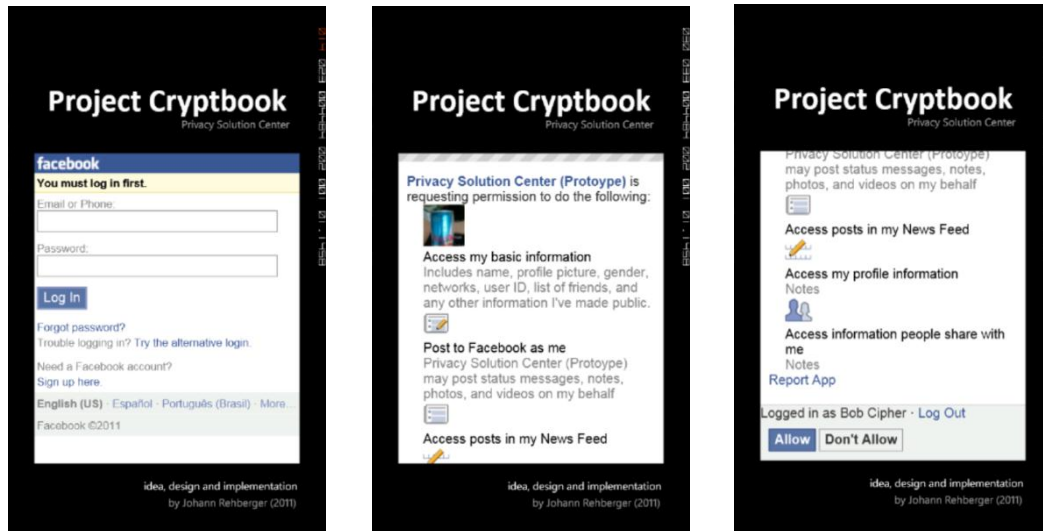 Project Cryptbook
Privacy Solution Center
facebook
You must log in first.
Email or Phone:
Password:
Log In
Forgot password?
Trouble logging in? Try the alternative login.
Need a Facebook account?
Sign up here.
English (US) · Español · Português (Brasil) · More...
Facebook ©2011
idea, design and implementation
by Johann Rehberger (2011)
Project Cryptbook
Privacy Solution Center
Privacy Solution Center (Protoype) is
requesting permission to do the following:
Access my basic information
Includes name, profile picture, gender,
networks, user ID, list of friends, and
any other information I've made public.
Post to Facebook as me
Privacy Solution Center (Protoype)
may post status messages, notes,
photos, and videos on my behalf
Access posts in my News Feed
idea, design and implementation
by Johann Rehberger (2011)
Project Cryptbook
Privacy Solution Center
Privacy Solution Center (Protoype)
may post status messages, notes,
photos, and videos on my behalf
Access posts in my News Feed
Access my profile information
Notes
Access information people share with
me
Notes
Report App
Logged in as Bob Cipher · Log Out
Allow Don't Allow
idea, design and implementation
by Johann Rehberger (2011)